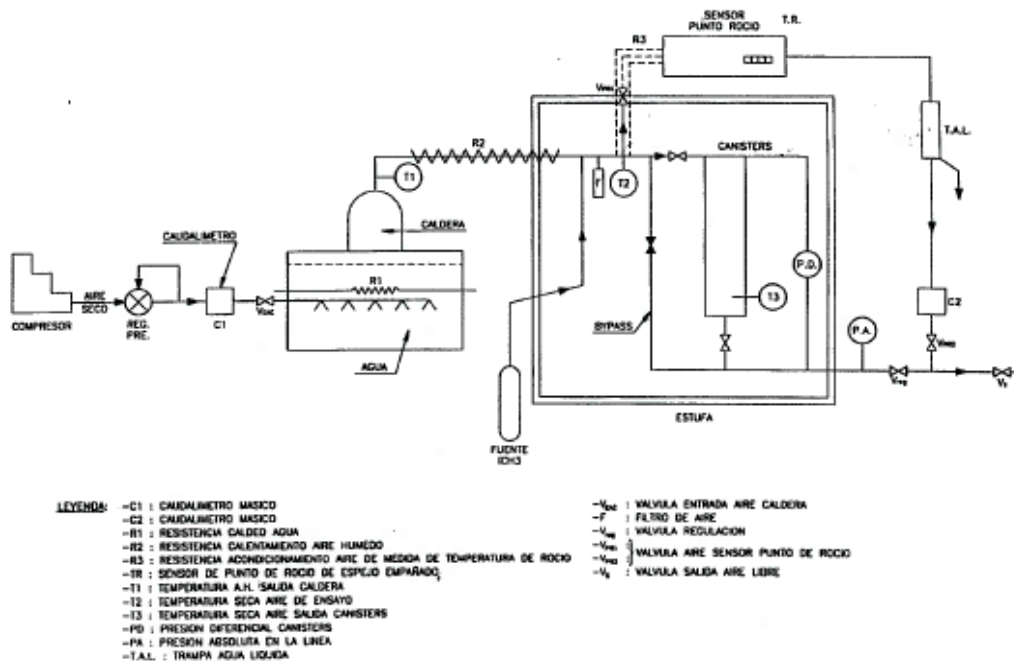 SENSOR
PUNTO ROCIO
T.R.
R3
T.A.L.
R2
CANISTERS
T1
F
T2
CALDERA
CAUDALIMETRO
P.D.
R1
T3
C2
AIRE
SECO
COMPRESOR
REG.
PRE.
C1
BYPASS
P.A.
AGUA
ESTUFA
FUENTE
ICH3
LEYENDA:
-C1 : CAUDALIMETRO MASICO
-C2 : CAUDALIMETRO MASICO
-R1 : RESISTENCIA CALDEO AGUA
-R2 : RESISTENCIA CALENTAMIENTO AIRE HUMEDO
-R3 : RESISTENCIA ACONDICIONAMIENTO AIRE DE MEDIDA DE TEMPERATURA DE ROCIO
-TR : SENSOR DE PUNTO DE ROCIO DE ESPEJO EMPAÑADO
-T1 : TEMPERATURA A.H. SALIDA CALDERA
-T2 : TEMPERATURA SECA AIRE DE ENSAYO
-T3 : TEMPERATURA SECA AIRE SALIDA CANISTERS
-PD : PRESION DIFERENCIAL CANISTERS
-PA : PRESION ABSOLUTA EN LA LINEA
-T.A.L. : TRAMPA AGUA LIQUIDA
: VALVULA ENTRADA AIRE CALDERA
-F : FILTRO DE AIRE
-Vreg : VALVULA REGULACION
VALVULA AIRE SENSOR PUNTO DE ROCIO
-Vs : VALVULA SALIDA AIRE LIBRE